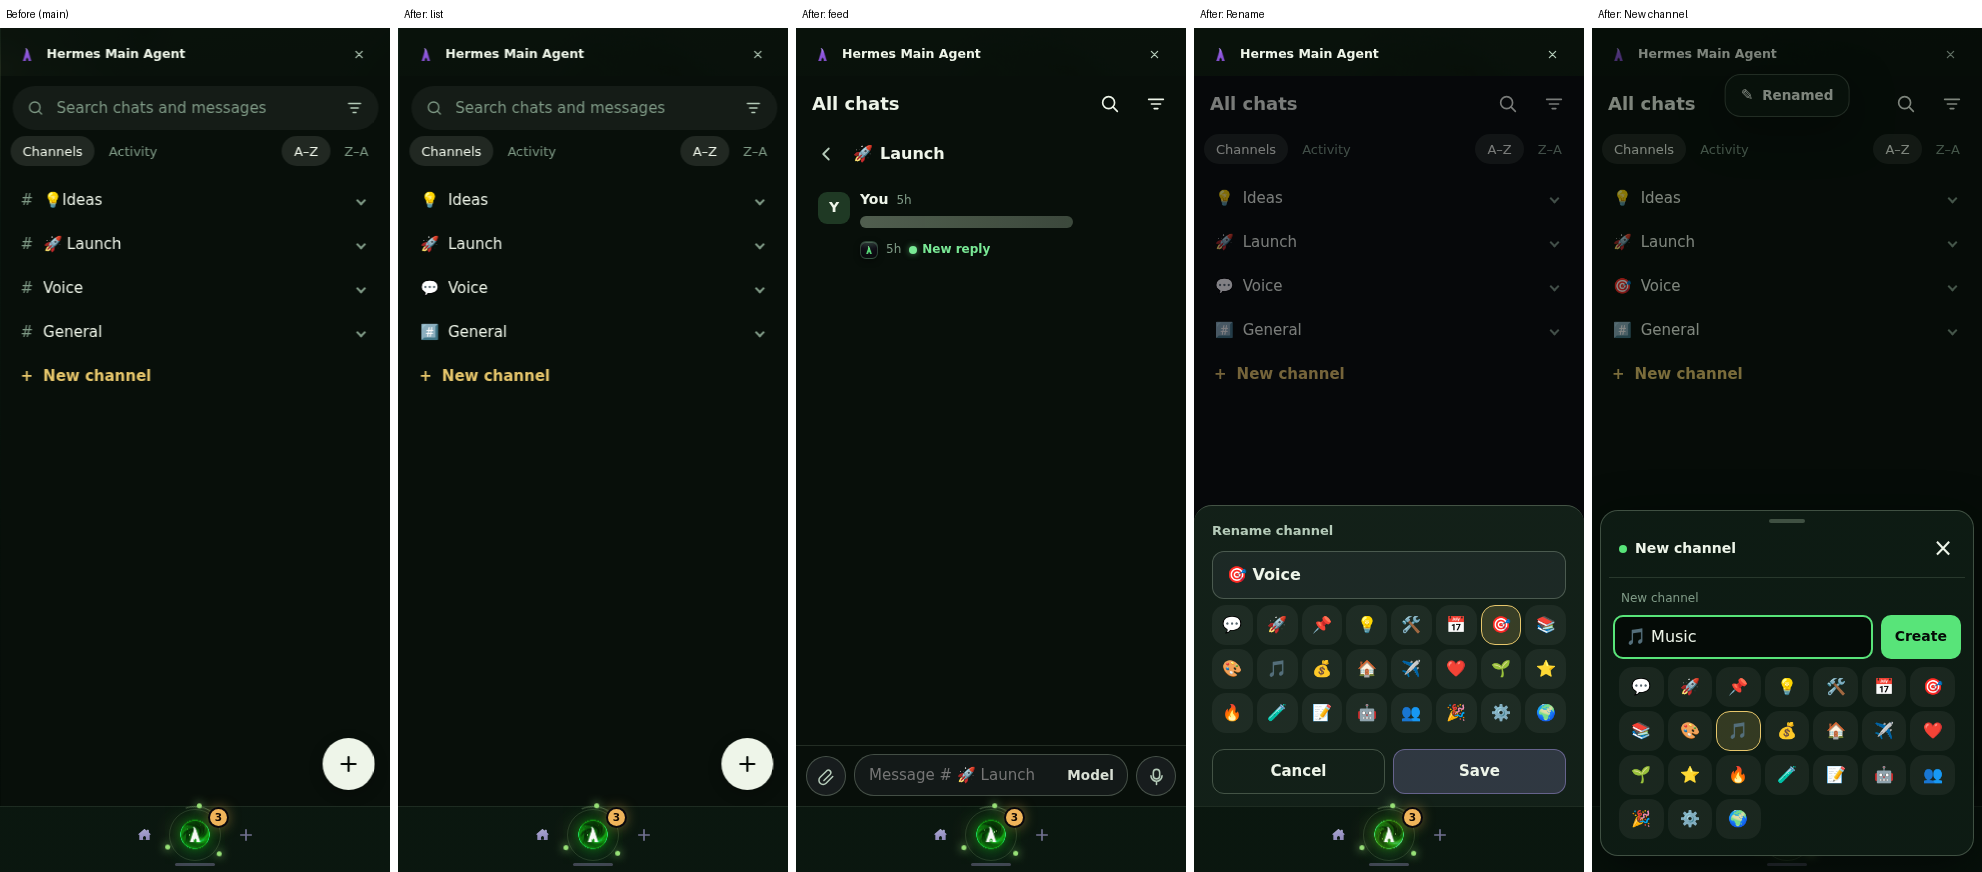 Before (main)
Hermes Main Agent
Search chats and messages
Channels Activity A–Z Z–A
# 💡Ideas
# 🚀 Launch
# Voice
# General
+ New channel
3
After: list
Hermes Main Agent
Search chats and messages
Channels Activity A–Z Z–A
💡 Ideas
🚀 Launch
💬 Voice
#️⃣ General
+ New channel
3
After: feed
Hermes Main Agent
All chats
🚀 Launch
Y You 5h
5h New reply
Message # 🚀 Launch Model
3
After: Rename
Hermes Main Agent
All chats
Channels Activity A–Z Z–A
💡 Ideas
🚀 Launch
💬 Voice
#️⃣ General
+ New channel
Rename channel
🎯 Voice
Cancel Save
3
After: New channel
Hermes Main Agent
All chats
✎ Renamed
Channels Activity A–Z Z–A
💡 Ideas
🚀 Launch
🎯 Voice
#️⃣ General
+ New channel
New channel
New channel
🎵 Music
Create